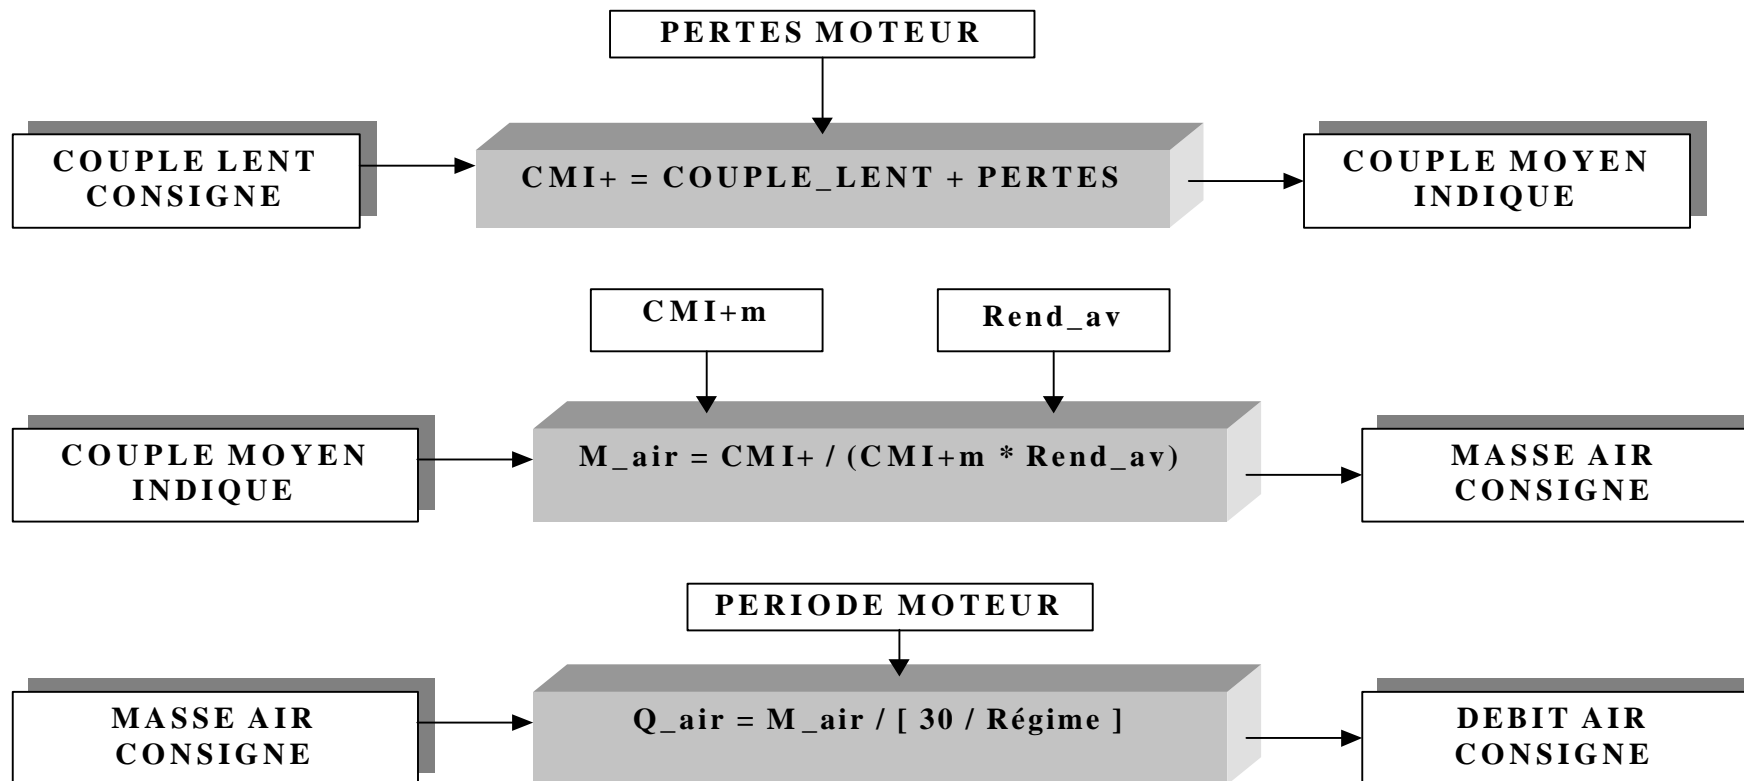 PERTES MOTEUR
COUPLE LENT
CONSIGNE
CMI+ = COUPLE_LENT + PERTES
COUPLE MOYEN
INDIQUE
CMI+m
Rend_av
COUPLE MOYEN
INDIQUE
M_air = CMI+ / (CMI+m * Rend_av)
MASSE AIR
CONSIGNE
PERIODE MOTEUR
MASSE AIR
CONSIGNE
Q_air = M_air / [ 30 / Régime ]
DEBIT AIR
CONSIGNE